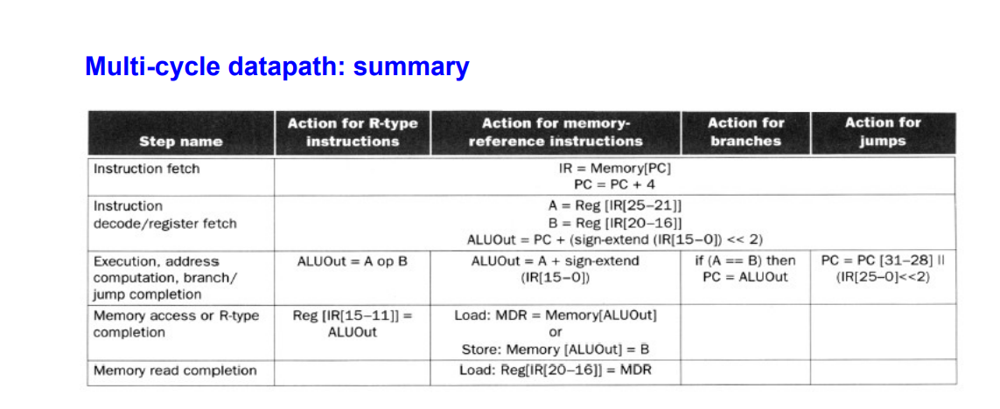 Multi-cycle datapath: summary
Step name
Action for R-type
instructions
Action for memory-
reference instructions
Action for
branches
Action for
jumps
Instruction fetch
IR = Memory[PC]
PC = PC + 4
Instruction
decode/register fetch
A = Reg [IR[25–21]]
B = Reg [IR[20–16]]
ALUOut = PC + (sign-extend (IR[15–0]) << 2)
Execution, address
computation, branch/
jump completion
ALUOut = A op B
ALUOut = A + sign-extend
(IR[15–0])
if (A == B) then
PC = ALUOut
PC = PC [31–28] II
(IR[25–0]<<2)
Memory access or R-type
completion
Reg [IR[15–11]] =
ALUOut
Load: MDR = Memory[ALUOut]
or
Store: Memory [ALUOut] = B
Memory read completion
Load: Reg[IR[20–16]] = MDR